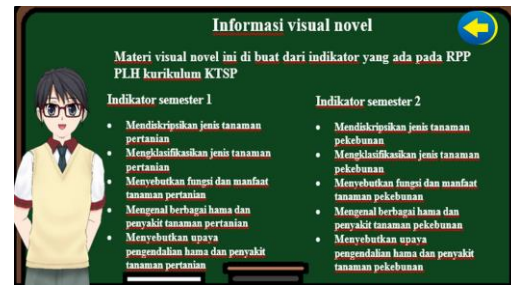 Informasi visual novel
Materi visual novel ini di buat dari indikator yang ada pada RPP
PLH kurikulum KTSP
Indikator semester 1
• Mendiskripsikan jenis tanaman
pertanian
• Mengklasifikasikan jenis tanaman
pertanian
• Menyebutkan fungsi dan manfaat
tanaman pertanian
• Mengenal berbagai hama dan
penyakit tanaman pertanian
• Menyebutkan upaya
pengendalian hama dan penyakit
tanaman pertanian
Indikator semester 2
• Mendiskripsikan jenis tanaman
pekebunan
• Mengklasifikasikan jenis tanaman
pekebunan
• Menyebutkan fungsi dan manfaat
tanaman pekebunan
• Mengenal berbagai hama dan
penyakit tanaman pekebunan
• Menyebutkan upaya
pengendalian hama dan penyakit
tanaman pekebunan